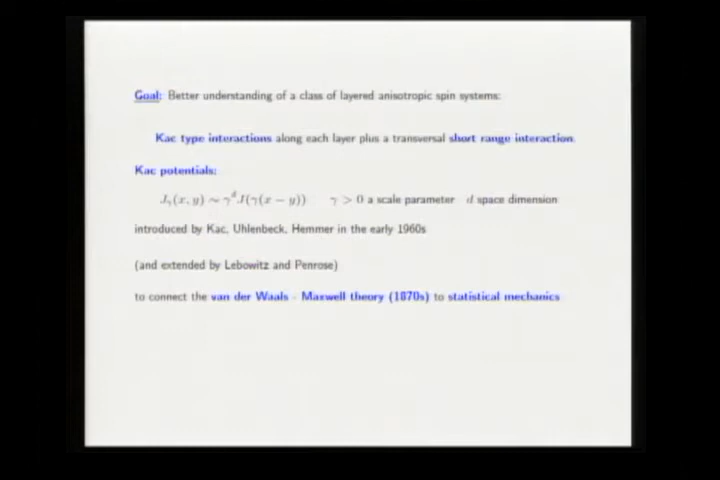 Goal: Better understanding of a class of layered anisotropic spin systems:
Kac type interactions along each layer plus a transversal short range interaction.
Kac potentials:
J_γ(x, y) ∼ γ^d J(γ(x − y)) γ > 0 a scale parameter d space dimension
introduced by Kac, Uhlenbeck, Hemmer in the early 1960s
(and extended by Lebowitz and Penrose)
to connect the van der Waals - Maxwell theory (1870s) to statistical mechanics